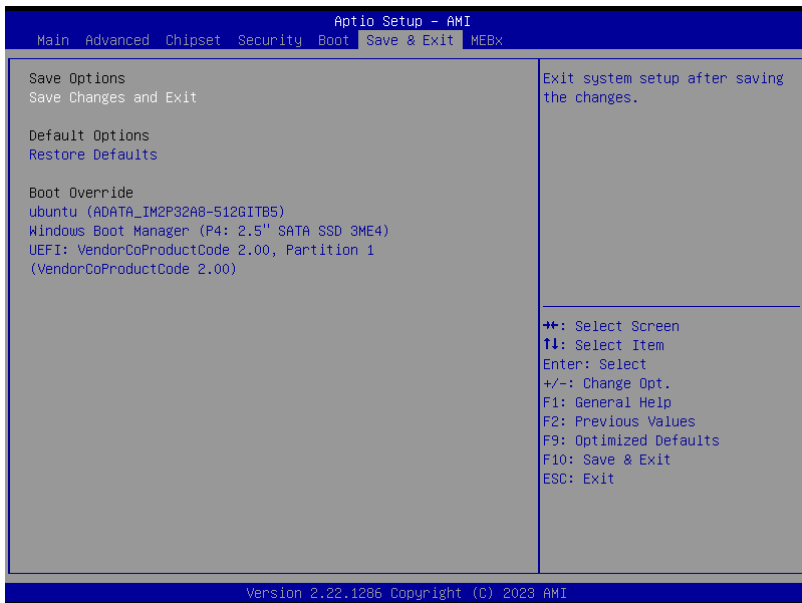 Aptio Setup – AMI
Main Advanced Chipset Security Boot Save & Exit MEBx
Save Options
Save Changes and Exit
Default Options
Restore Defaults
Boot Override
ubuntu (ADATA_IM2P32A8-512GITB5)
Windows Boot Manager (P4: 2.5" SATA SSD 3ME4)
UEFI: VendorCoProductCode 2.00, Partition 1
(VendorCoProductCode 2.00)
Exit system setup after saving
the changes.
→←: Select Screen
↑↓: Select Item
Enter: Select
+/-: Change Opt.
F1: General Help
F2: Previous Values
F9: Optimized Defaults
F10: Save & Exit
ESC: Exit
Version 2.22.1286 Copyright (C) 2023 AMI